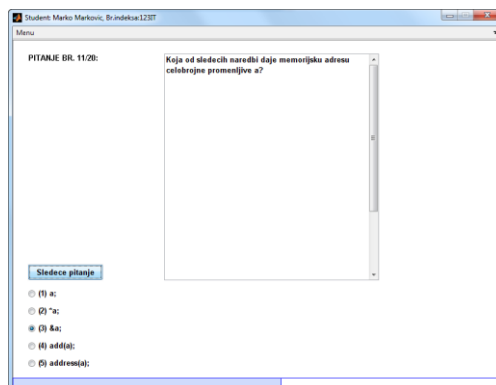 Student: Marko Markovic, Br.indeksa:123IT
Menu
PITANJE BR. 11/20:
Koja od sledecih naredbi daje memorijsku adresu
celobrojne promenljive a?
Sledece pitanje
(1) a;
(2) *a;
(3) &a;
(4) add(a);
(5) address(a);